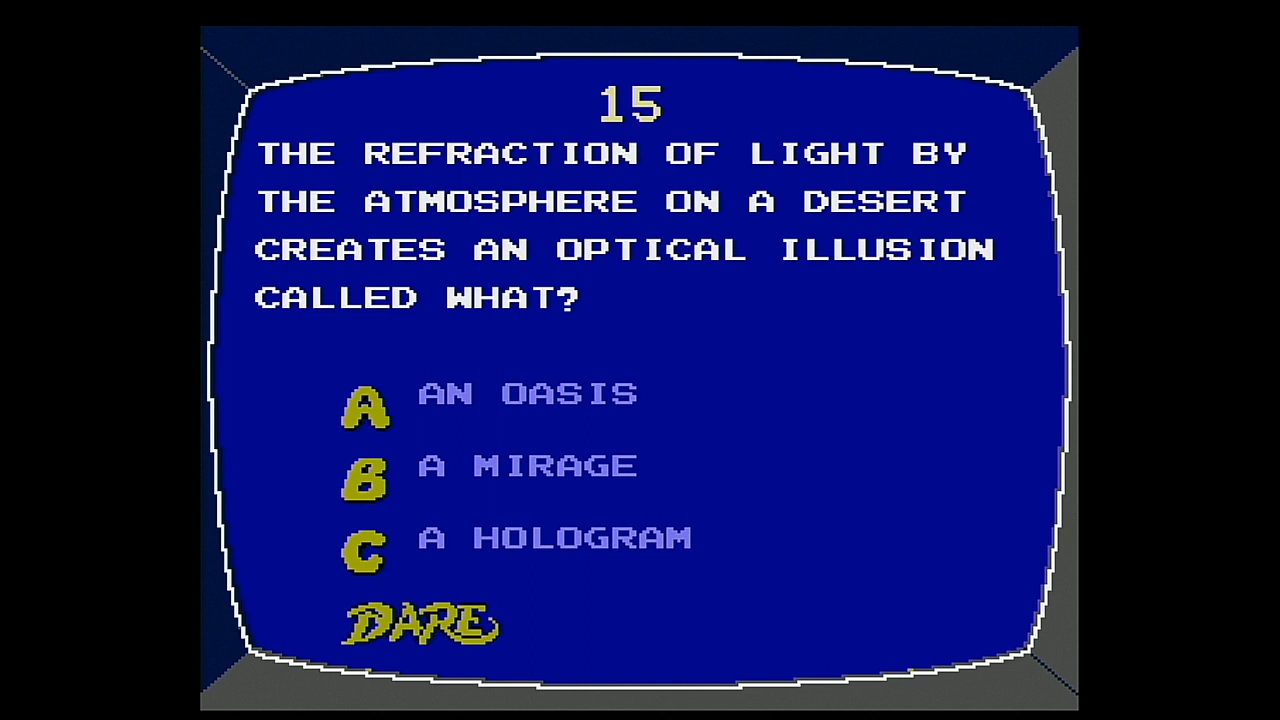 15
THE REFRACTION OF LIGHT BY
THE ATMOSPHERE ON A DESERT
CREATES AN OPTICAL ILLUSION
CALLED WHAT?
A AN OASIS
B A MIRAGE
C A HOLOGRAM
DARE